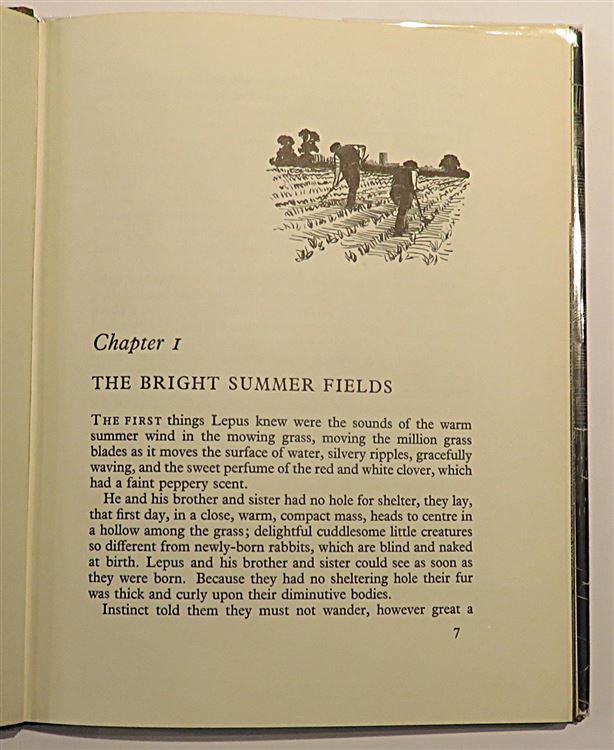 Chapter 1
THE BRIGHT SUMMER FIELDS
THE FIRST things Lepus knew were the sounds of the warm
summer wind in the mowing grass, moving the million grass
blades as it moves the surface of water, silvery ripples, gracefully
waving, and the sweet perfume of the red and white clover, which
had a faint peppery scent.
He and his brother and sister had no hole for shelter, they lay,
that first day, in a close, warm, compact mass, heads to centre in
a hollow among the grass; delightful cuddlesome little creatures
so different from newly-born rabbits, which are blind and naked
at birth. Lepus and his brother and sister could see as soon as
they were born. Because they had no sheltering hole their fur
was thick and curly upon their diminutive bodies.
Instinct told them they must not wander, however great a
7